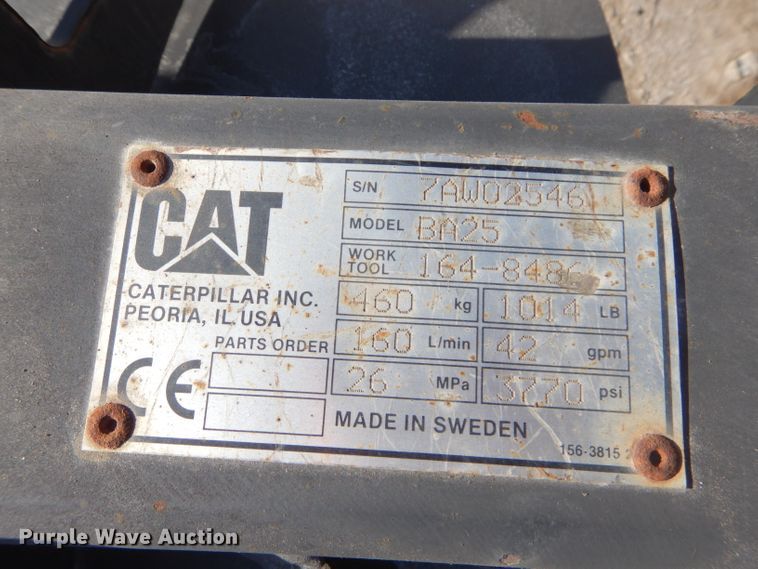 CAT
CATERPILLAR INC.
PEORIA, IL. USA
S/N 7AW02546
MODEL BA25
WORK TOOL 164-8486
460 kg 1014 LB
160 L/min 42 gpm
26 MPa 3770 psi
PARTS ORDER
CE
MADE IN SWEDEN
156-3815 2
Purple Wave Auction